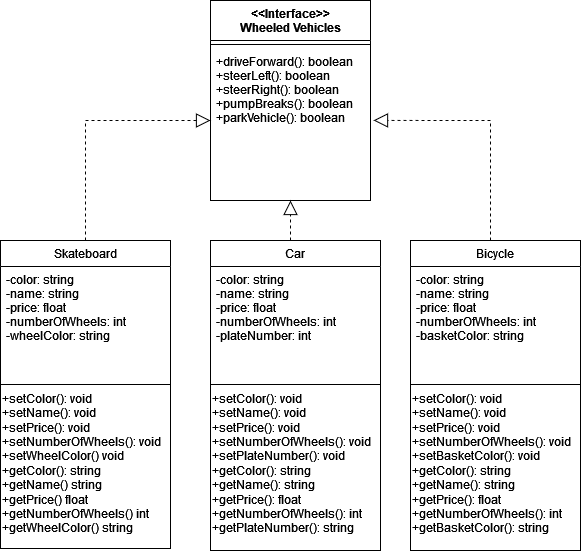 <<Interface>>
Wheeled Vehicles
+driveForward(): boolean
+steerLeft(): boolean
+steerRight(): boolean
+pumpBreaks(): boolean
+parkVehicle(): boolean
Skateboard
-color: string
-name: string
-price: float
-numberOfWheels: int
-wheelColor: string
+setColor(): void
+setName(): void
+setPrice(): void
+setNumberOfWheels(): void
+setWheelColor() void
+getColor(): string
+getName() string
+getPrice() float
+getNumberOfWheels() int
+getWheelColor() string
Car
-color: string
-name: string
-price: float
-numberOfWheels: int
-plateNumber: int
+setColor(): void
+setName(): void
+setPrice(): void
+setNumberOfWheels(): void
+setPlateNumber(): void
+getColor(): string
+getName(): string
+getPrice(): float
+getNumberOfWheels(): int
+getPlateNumber(): string
Bicycle
-color: string
-name: string
-price: float
-numberOfWheels: int
-basketColor: string
+setColor(): void
+setName(): void
+setPrice(): void
+setNumberOfWheels(): void
+setBasketColor(): void
+getColor(): string
+getName(): string
+getPrice(): float
+getNumberOfWheels(): int
+getBasketColor(): string